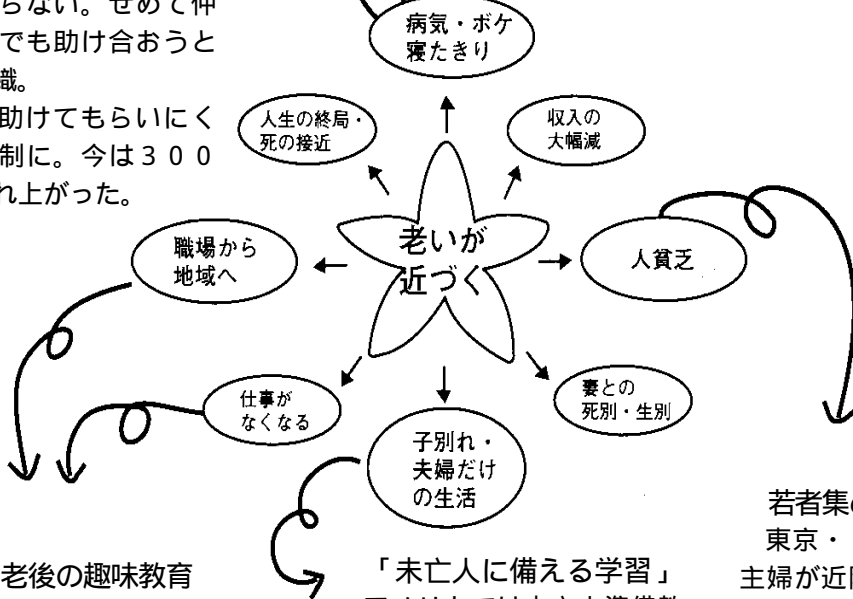 らない。せめて仲
でも助け合おうと
識。
助けてもらいにく
制に。今は３００
れ上がった。
病気・ボケ
寝たきり
人生の終局・
死の接近
収入の
大幅減
職場から
地域へ
老いが
近づく
人貧乏
仕事が
なくなる
妻との
死別・生別
子別れ・
夫婦だけ
の生活
老後の趣味教育
「未亡人に備える学習」
若者集
東京・
主婦が近